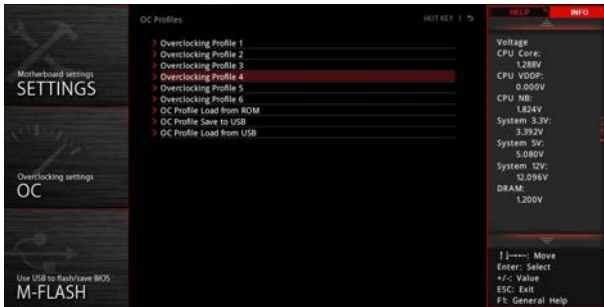 OC Profiles
HOT KEY |
HELP
INFO
Motherboard settings
SETTINGS
Overclocking settings
OC
Use USB to flash/save BIOS
M-FLASH
Overclocking Profile 1
Overclocking Profile 2
Overclocking Profile 3
Overclocking Profile 4
Overclocking Profile 5
Overclocking Profile 6
OC Profile Load from ROM
OC Profile Save to USB
OC Profile Load from USB
Voltage
CPU Core:
1.288V
CPU VDDP:
0.000V
CPU NB:
1.824V
System 3.3V:
3.392V
System 5V:
5.080V
System 12V:
12.096V
DRAM:
1.200V
↑↓→←: Move
Enter: Select
+/-: Value
ESC: Exit
F1: General Help